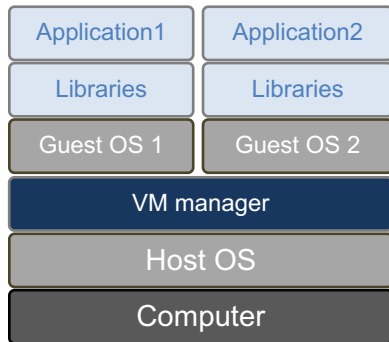 Application1
Application2
Libraries
Libraries
Guest OS 1
Guest OS 2
VM manager
Host OS
Computer